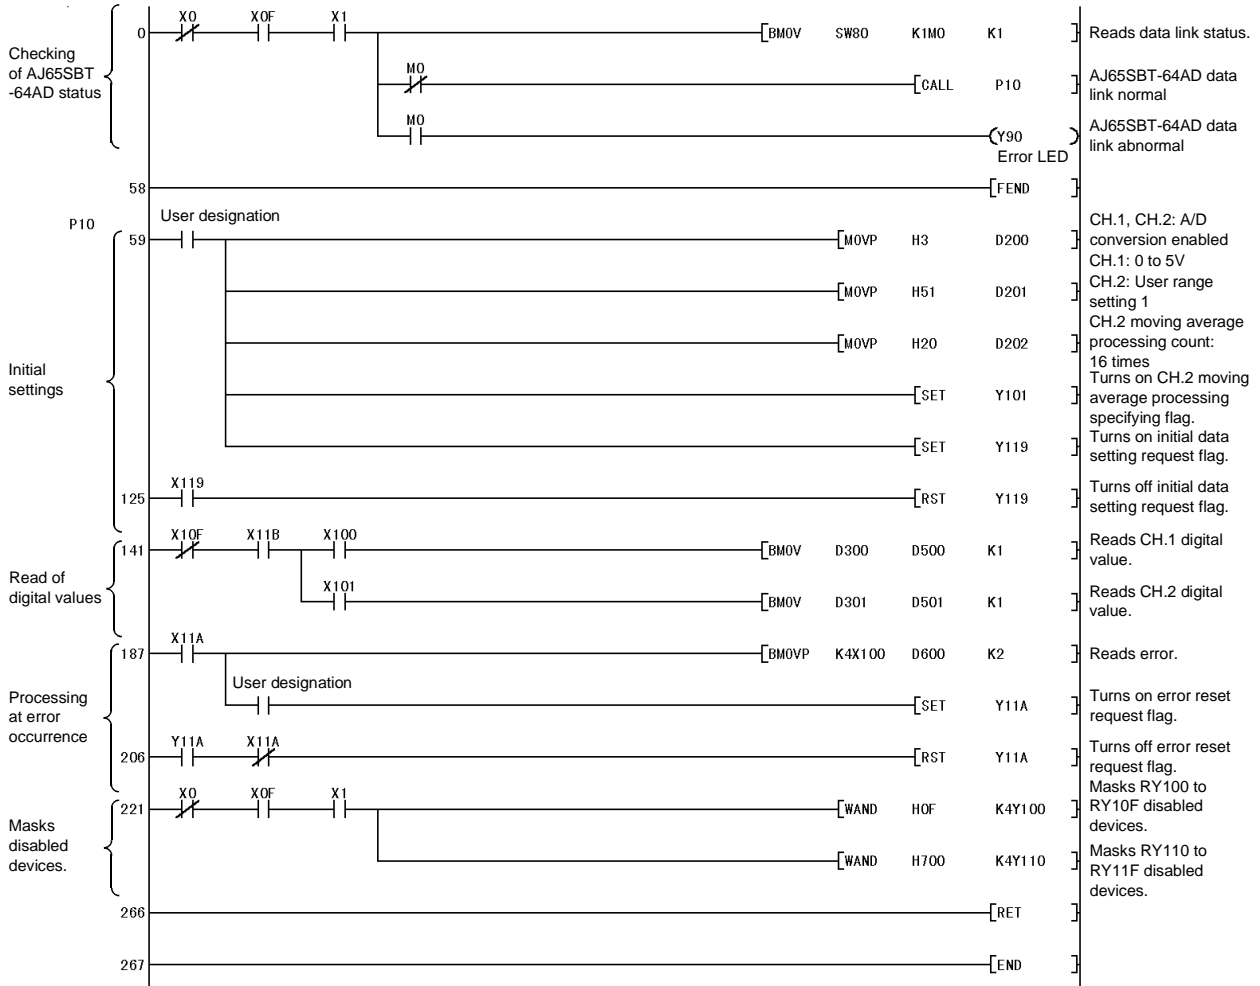 X0 X0F X1
0 BMOV SW80 K1M0 K1 Reads data link status.
Checking
of AJ65SBT
-64AD status
M0
CALL P10 AJ65SBT-64AD data
link normal
M0
Y90 AJ65SBT-64AD data
link abnormal
Error LED
58 FEND
P10
User designation
59 MOVP H3 D200 CH.1, CH.2: A/D
conversion enabled
CH.1: 0 to 5V
MOVP H51 D201 CH.2: User range
setting 1
CH.2 moving average
MOVP H20 D202 processing count:
16 times
Initial
settings
Turns on CH.2 moving
SET Y101 average processing
specifying flag.
SET Y119 Turns on initial data
setting request flag.
X119
125 RST Y119 Turns off initial data
setting request flag.
X10F X11B X100
141 BMOV D300 D500 K1 Reads CH.1 digital
value.
Read of
digital values
X101
BMOV D301 D501 K1 Reads CH.2 digital
value.
X11A
187 BMOVP K4X100 D600 K2 Reads error.
Processing
at error
occurrence
User designation
SET Y11A Turns on error reset
request flag.
Y11A X11A
206 RST Y11A Turns off error reset
request flag.
X0 X0F X1
221 WAND H0F K4Y100 Masks RY100 to
RY10F disabled
devices.
Masks
disabled
devices.
WAND H700 K4Y110 Masks RY110 to
RY11F disabled
devices.
266 RET
267 END